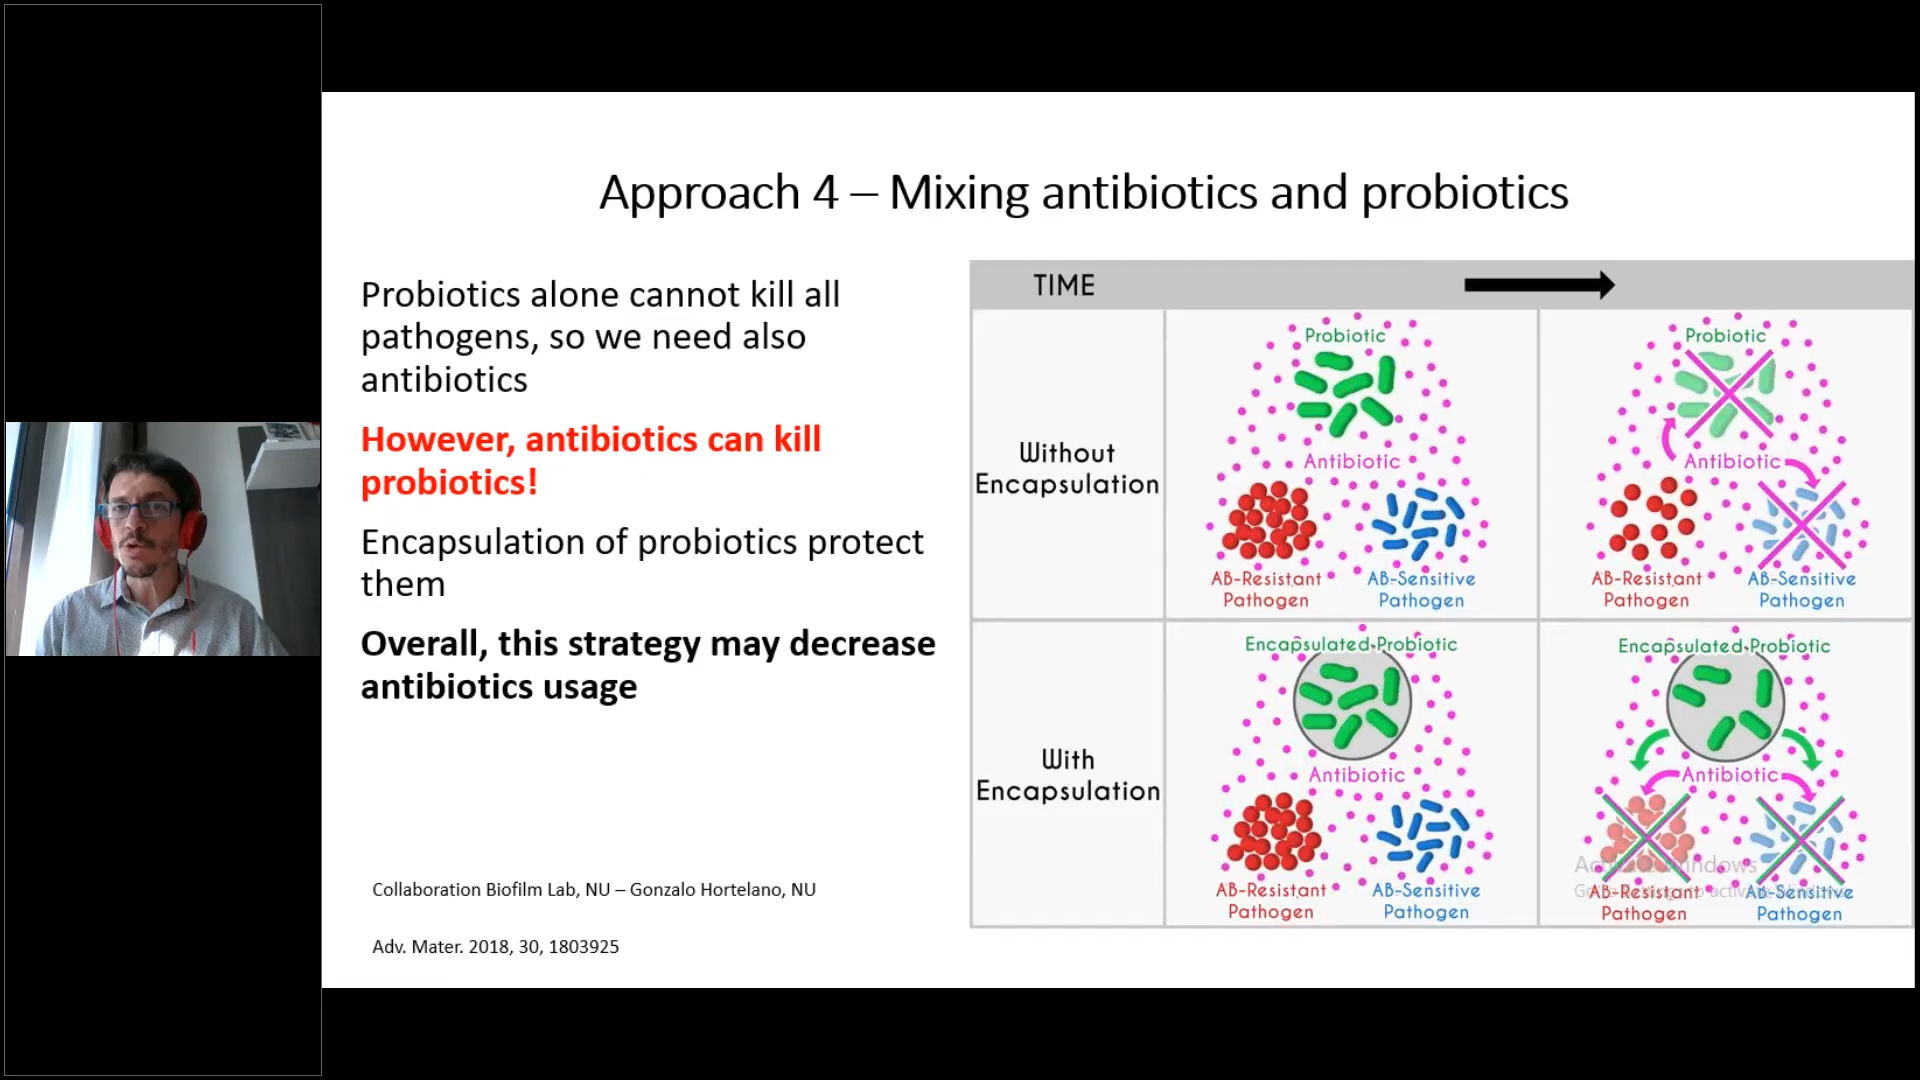 Approach 4 – Mixing antibiotics and probiotics
Probiotics alone cannot kill all
pathogens, so we need also
antibiotics
However, antibiotics can kill
probiotics!
Encapsulation of probiotics protect
them
Overall, this strategy may decrease
antibiotics usage
Collaboration Biofilm Lab, NU – Gonzalo Hortelano, NU
Adv. Mater. 2018, 30, 1803925
TIME
Without
Encapsulation
Probiotic
Antibiotic
AB-Resistant
Pathogen
AB-Sensitive
Pathogen
Probiotic
Antibiotic
AB-Resistant
Pathogen
AB-Sensitive
Pathogen
With
Encapsulation
Encapsulated Probiotic
Antibiotic
AB-Resistant
Pathogen
AB-Sensitive
Pathogen
Encapsulated Probiotic
Antibiotic
AB-Resistant
Pathogen
AB-Sensitive
Pathogen
Activate Windows